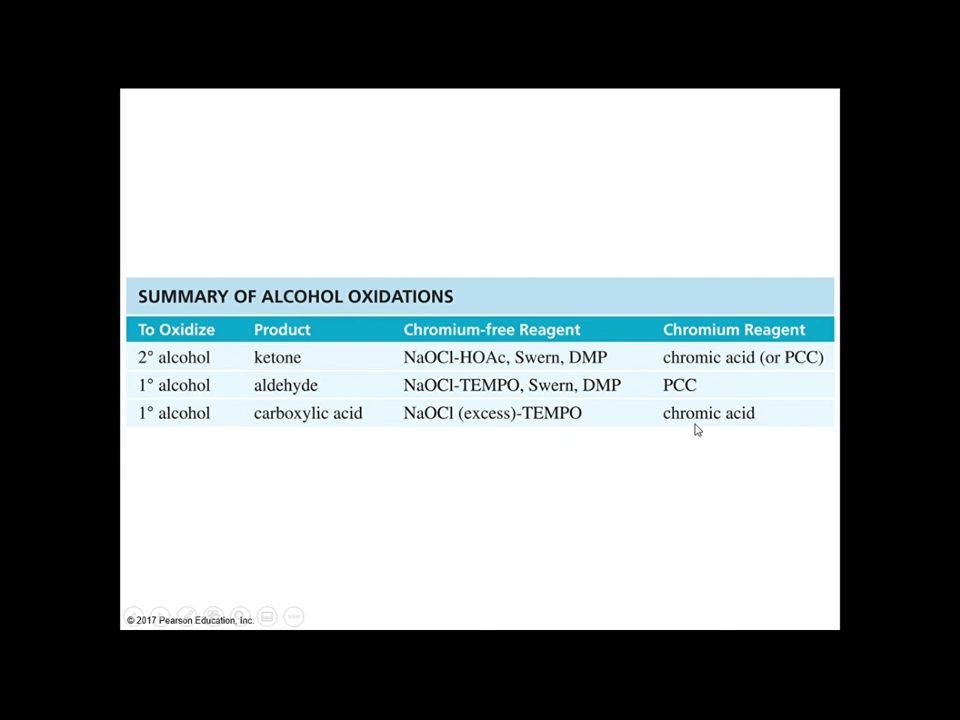 SUMMARY OF ALCOHOL OXIDATIONS
To Oxidize Product Chromium-free Reagent Chromium Reagent
2° alcohol ketone NaOCl-HOAc, Swern, DMP chromic acid (or PCC)
1° alcohol aldehyde NaOCl-TEMPO, Swern, DMP PCC
1° alcohol carboxylic acid NaOCl (excess)-TEMPO chromic acid
© 2017 Pearson Education, Inc.